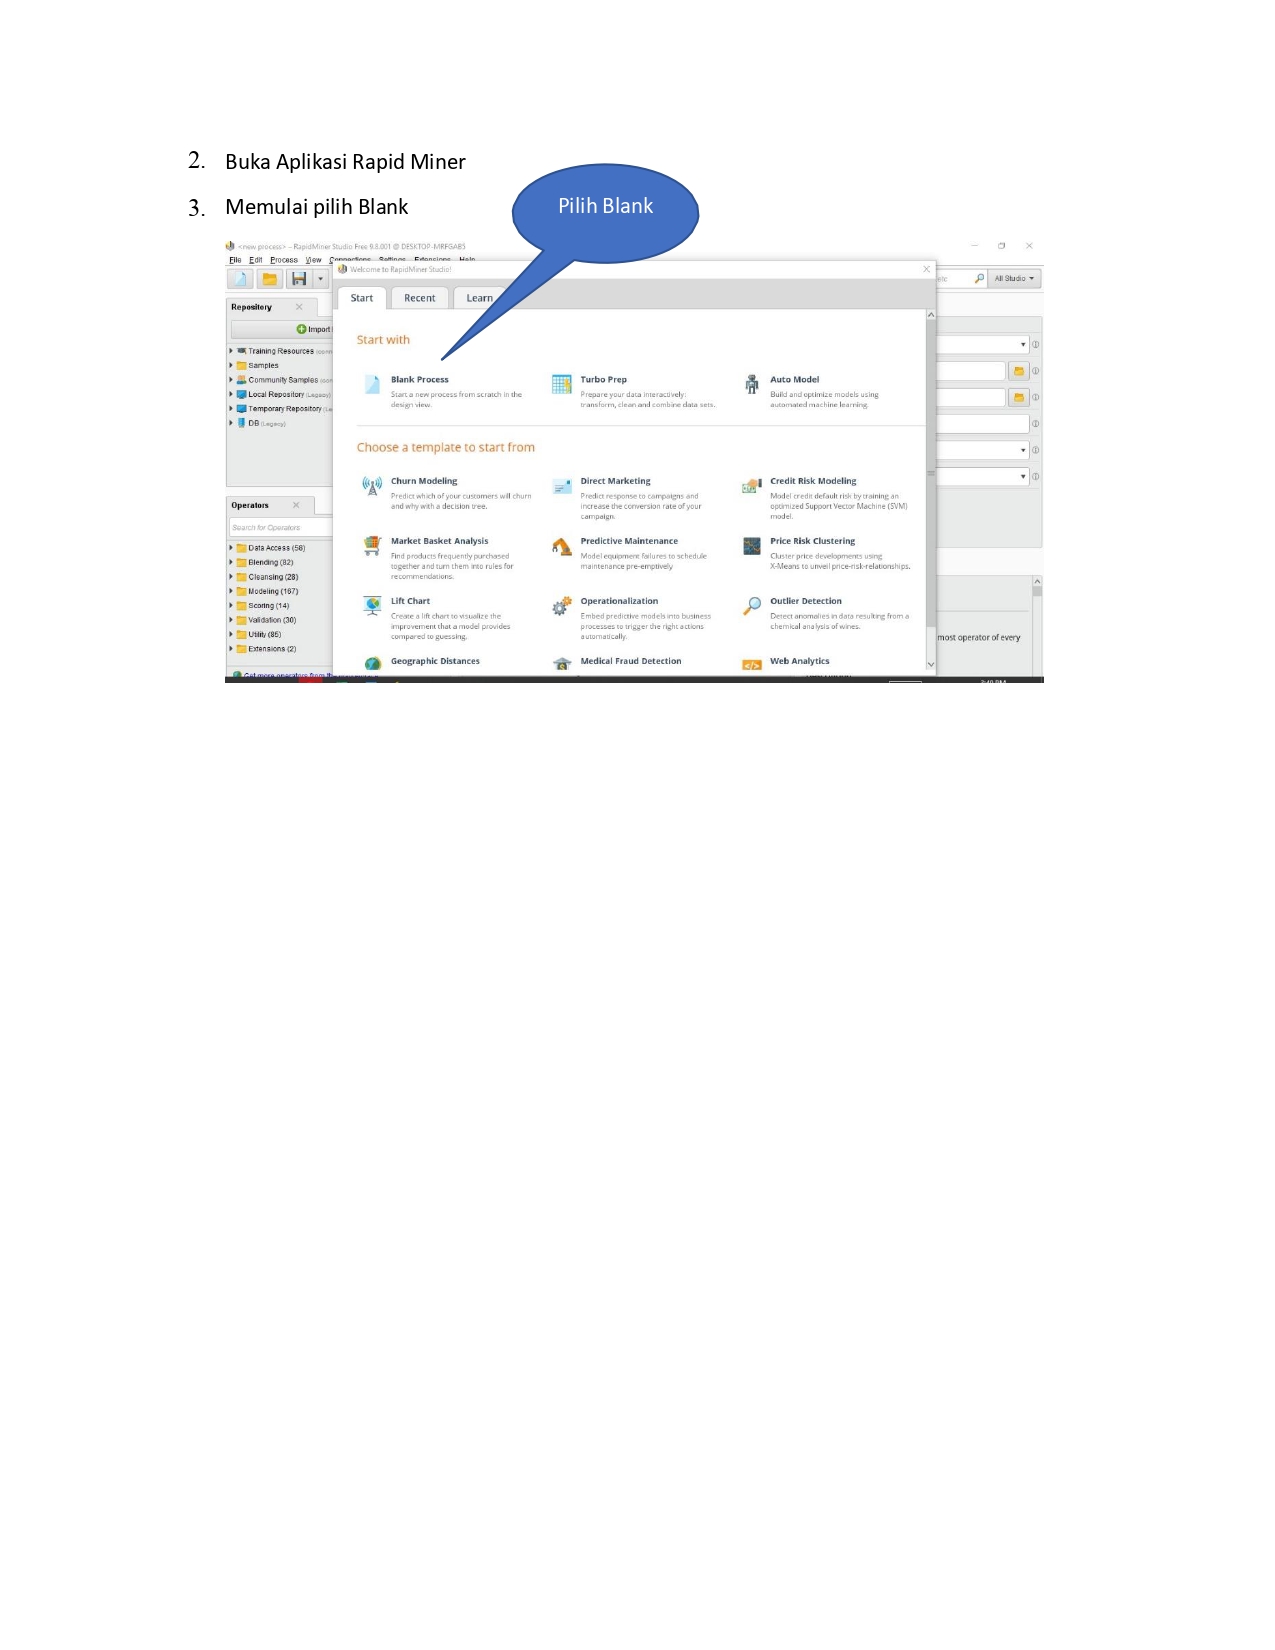 2. Buka Aplikasi Rapid Miner
3. Memulai pilih Blank
Pilih Blank
<new process> – RapidMiner Studio Free 9.8.001 @ DESKTOP-MRFGAB5
File Edit Process View Connections Settings Extensions Help
Welcome to RapidMiner Studio!
All Studio
Start Recent Learn
Repository
Import
Training Resources
Samples
Community Samples
Local Repository (Legacy)
Temporary Repository
DB (Legacy)
Operators
Search for Operators
Data Access (58)
Blending (82)
Cleansing (28)
Modeling (167)
Scoring (14)
Validation (30)
Utility (85)
Extensions (2)
Get more operators from the
Start with
Blank Process
Start a new process from scratch in the
design view.
Turbo Prep
Prepare your data interactively:
transform, clean and combine data sets.
Auto Model
Build and optimize models using
automated machine learning.
Choose a template to start from
Churn Modeling
Predict which of your customers will churn
and why with a decision tree.
Direct Marketing
Predict response to campaigns and
increase the conversion rate of your
campaign.
Credit Risk Modeling
Model credit default risk by training an
optimized Support Vector Machine (SVM)
model.
Market Basket Analysis
Find products frequently purchased
together and turn them into rules for
recommendations.
Predictive Maintenance
Model equipment failures to schedule
maintenance pre-emptively
Price Risk Clustering
Cluster price developments using
X-Means to unveil price-risk-relationships.
Lift Chart
Create a lift chart to visualize the
improvement that a model provides
compared to guessing.
Operationalization
Embed predictive models into business
processes to trigger the right actions
automatically.
Outlier Detection
Detect anomalies in data resulting from a
chemical analysis of wines.
Geographic Distances
Medical Fraud Detection
Web Analytics
most operator of every